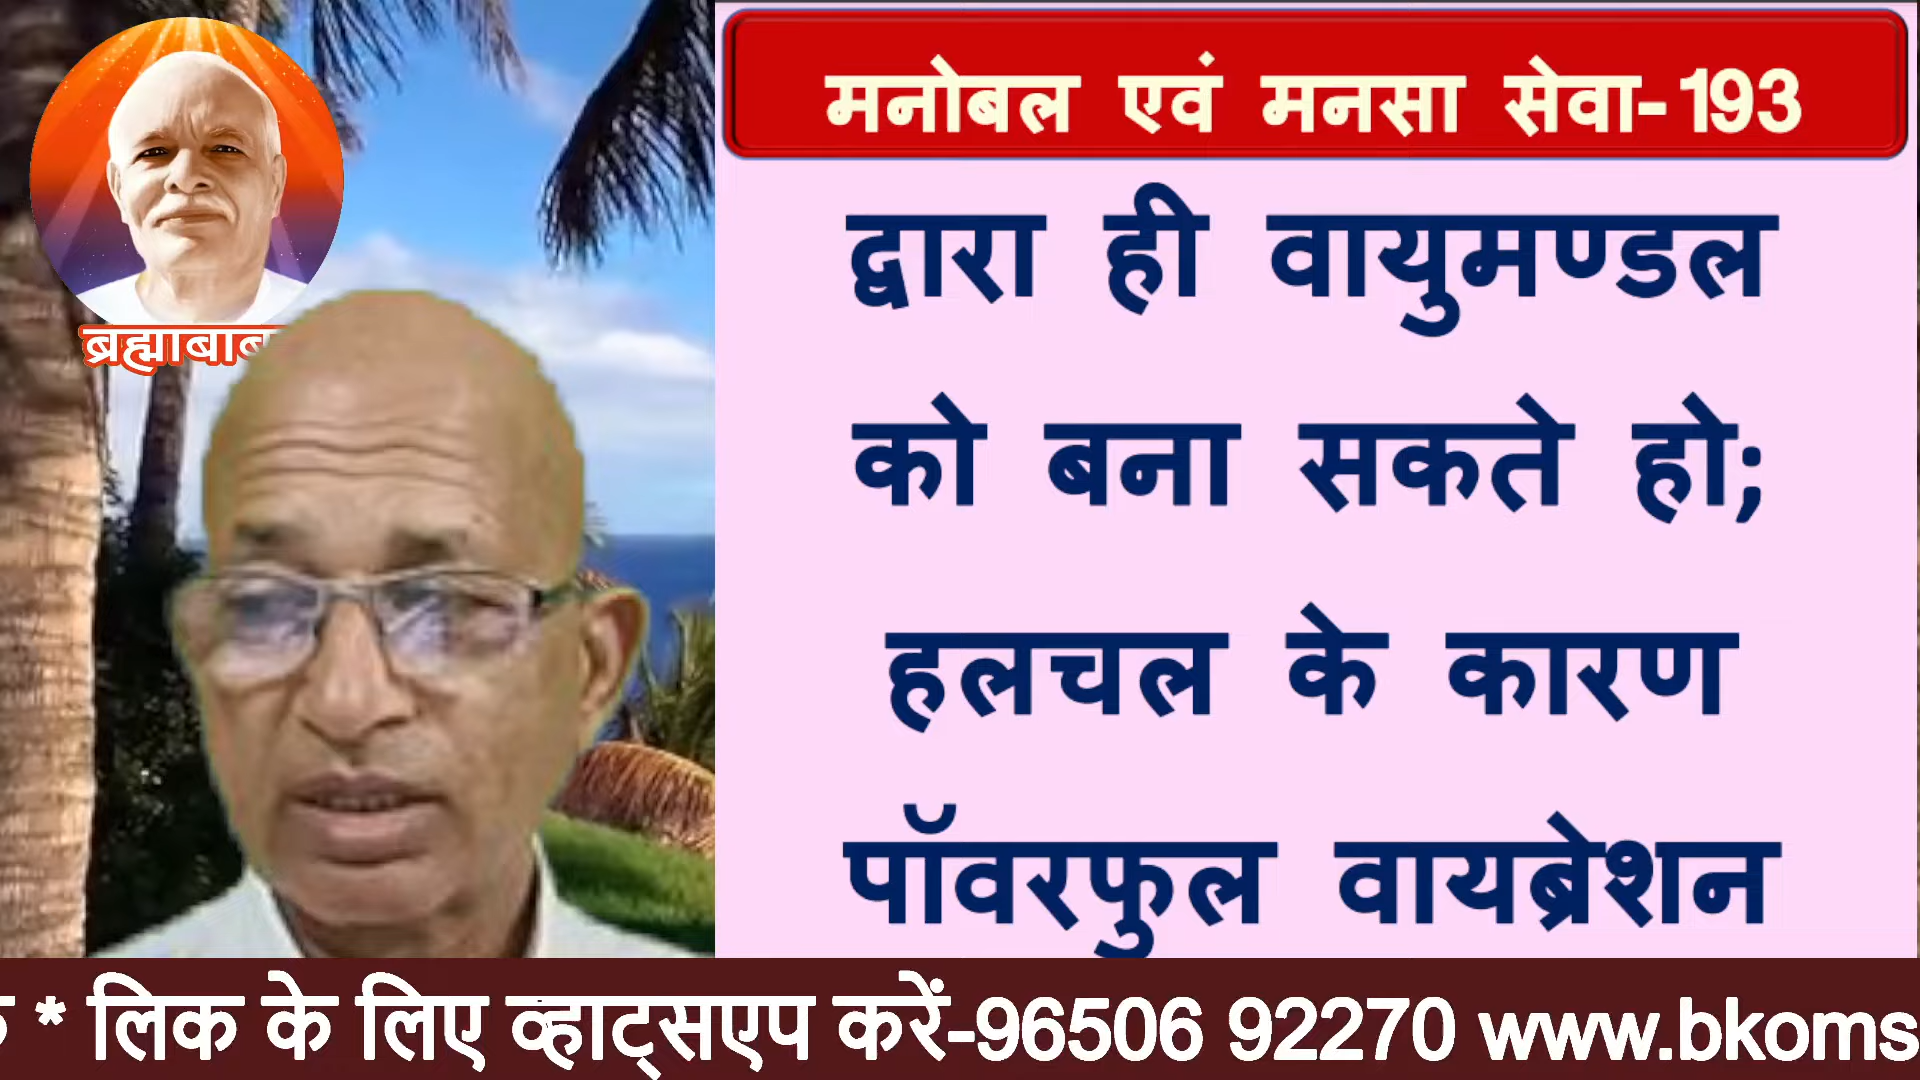 मनोबल एवं मनसा सेवा-193
द्वारा ही वायुमण्डल
को बना सकते हो;
हलचल के कारण
पॉवरफुल वायब्रेशन
* लिक के लिए व्हाट्सएप करें-96506 92270 www.bkoms